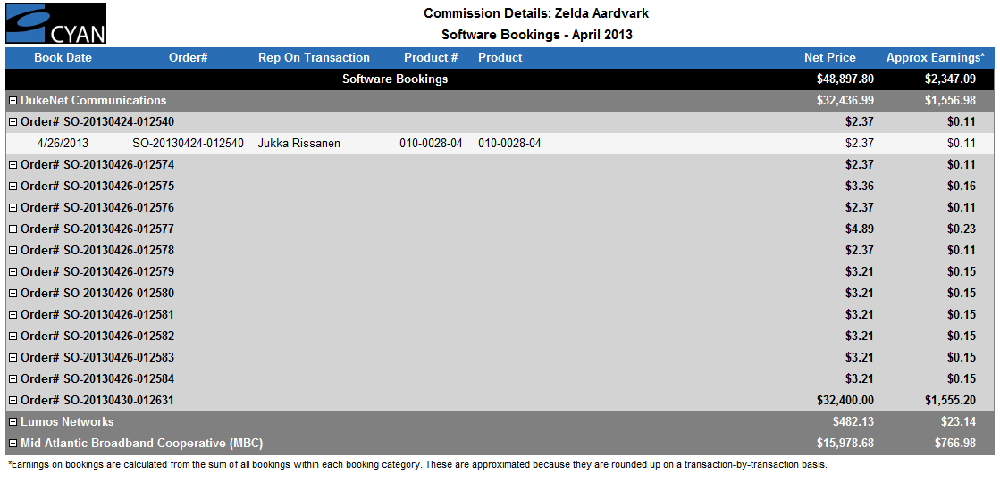 CYAN
Commission Details: Zelda Aardvark
Software Bookings - April 2013
Book Date Order# Rep On Transaction Product # Product Net Price Approx Earnings*
Software Bookings $48,897.80 $2,347.09
DukeNet Communications $32,436.99 $1,556.98
Order# SO-20130424-012540 $2.37 $0.11
4/26/2013 SO-20130424-012540 Jukka Rissanen 010-0028-04 010-0028-04 $2.37 $0.11
Order# SO-20130426-012574 $2.37 $0.11
Order# SO-20130426-012575 $3.36 $0.16
Order# SO-20130426-012576 $2.37 $0.11
Order# SO-20130426-012577 $4.89 $0.23
Order# SO-20130426-012578 $2.37 $0.11
Order# SO-20130426-012579 $3.21 $0.15
Order# SO-20130426-012580 $3.21 $0.15
Order# SO-20130426-012581 $3.21 $0.15
Order# SO-20130426-012582 $3.21 $0.15
Order# SO-20130426-012583 $3.21 $0.15
Order# SO-20130426-012584 $3.21 $0.15
Order# SO-20130430-012631 $32,400.00 $1,555.20
Lumos Networks $482.13 $23.14
Mid-Atlantic Broadband Cooperative (MBC) $15,978.68 $766.98
*Earnings on bookings are calculated from the sum of all bookings within each booking category. These are approximated because they are rounded up on a transaction-by-transaction basis.